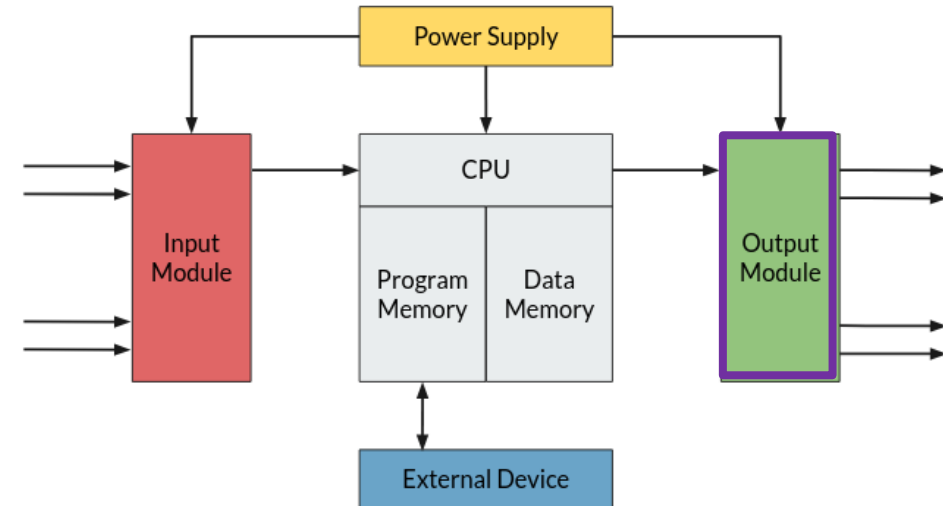 Power Supply
CPU
Input
Module
Program
Memory
Data
Memory
Output
Module
External Device